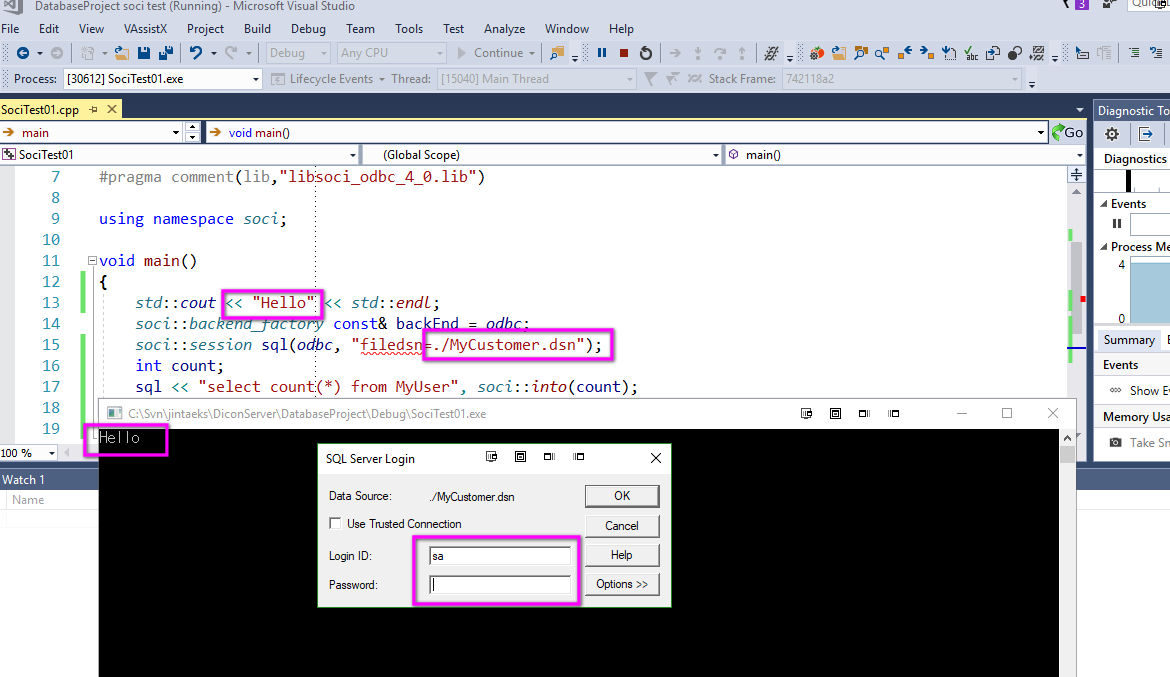 DatabaseProject soci test (Running) - Microsoft Visual Studio
3
File Edit View VAssistX Project Build Debug Team Tools Test Analyze Window Help
Debug Any CPU Continue
Process: [30612] SociTest01.exe Lifecycle Events Thread: [15040] Main Thread Stack Frame: 742118a2
SociTest01.cpp
Diagnostic To
main void main() Go
SociTest01 (Global Scope) main()
Diagnostics
7 #pragma comment(lib,"libsoci_odbc_4_0.lib")
8
9 using namespace soci;
10
11 void main()
12 {
13 std::cout << "Hello" << std::endl;
14 soci::backend_factory const& backEnd = odbc;
15 soci::session sql(odbc, "filedsn=./MyCustomer.dsn");
16 int count;
17 sql << "select count(*) from MyUser", soci::into(count);
18
19
Events
Process Me
4
0
Summary E
Events
Show Ev
Memory Usa
Take Sn
100 %
Watch 1
Name
C:\Svn\jintaeks\DiconServer\DatabaseProject\Debug\SociTest01.exe
Hello
SQL Server Login
Data Source: ./MyCustomer.dsn OK
Use Trusted Connection Cancel
Login ID: sa Help
Password: Options >>